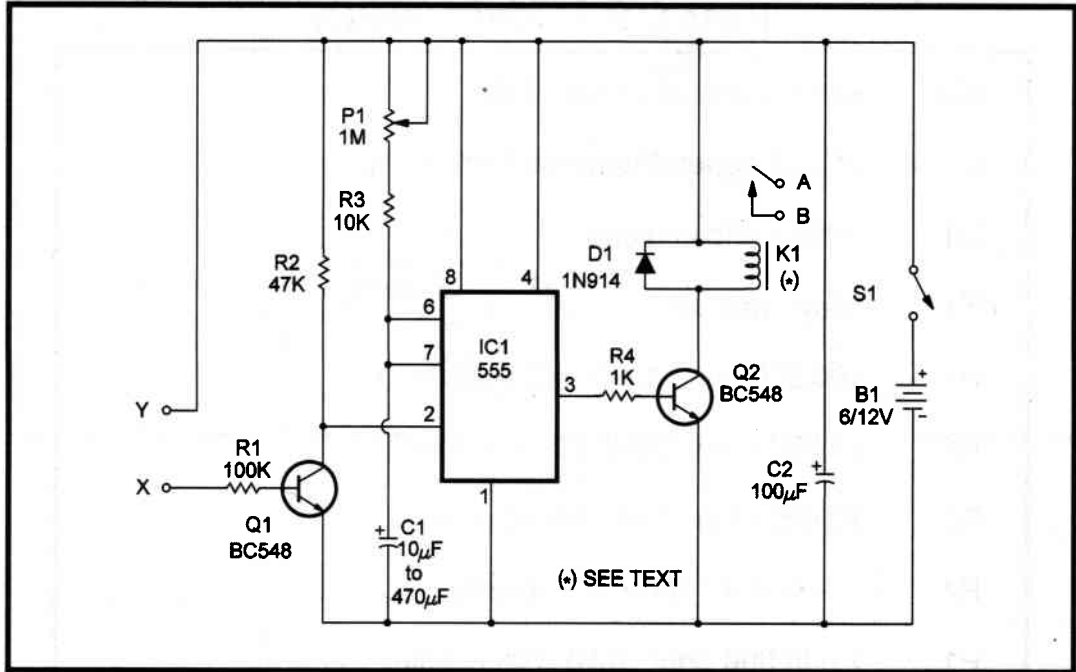 P1
1M
R3
10K
R2
47K
8
4
6
7
2
3
1
IC1
555
R4
1K
D1
1N914
A
B
K1
(*)
S1
Q2
BC548
B1
6/12V
+
-
Y
X
R1
100K
Q1
BC548
+
C1
10μF
to
470μF
+
C2
100μF
(*) SEE TEXT